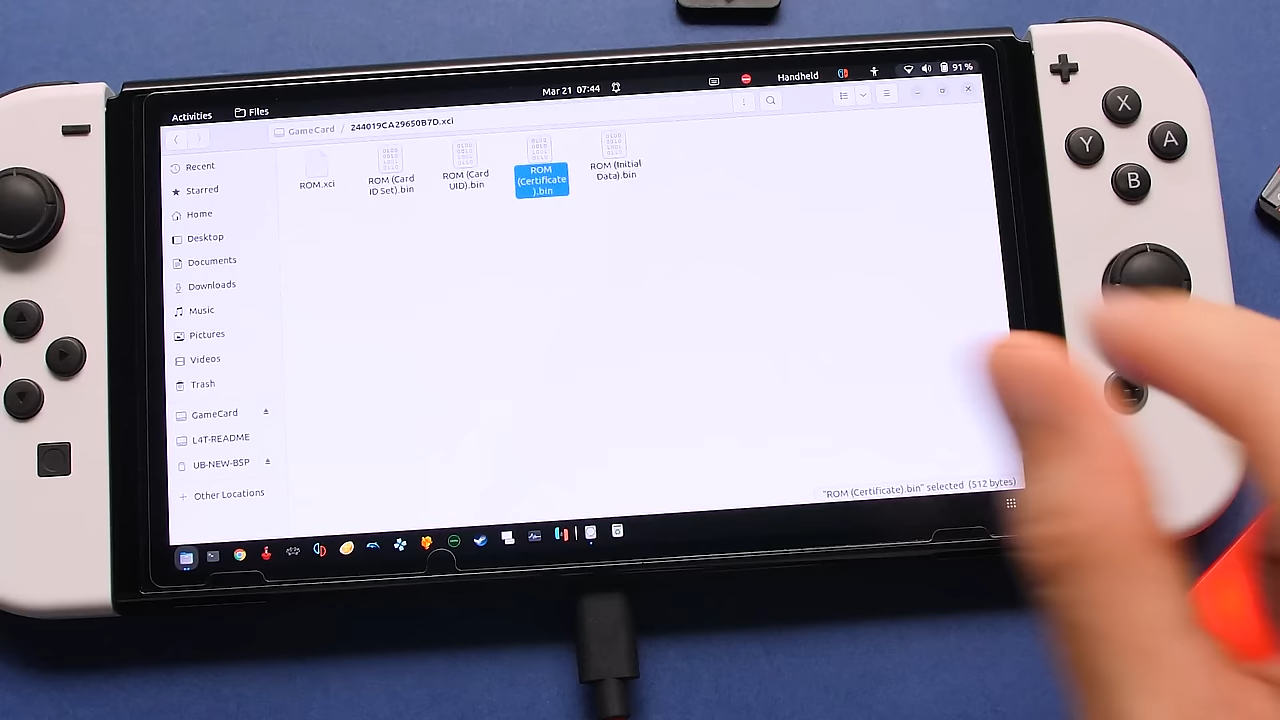 Activities
Files
Mar 21 07:44
Handheld
91 %
GameCard / 244019CA29650B7D.xci
Recent
Starred
Home
Desktop
Documents
Downloads
Music
Pictures
Videos
Trash
GameCard
L4T-README
UB-NEW-BSP
Other Locations
ROM.xci
ROM (Card
ID Set).bin
ROM (Card
UID).bin
ROM
(Certificate
).bin
ROM (Initial
Data).bin
"ROM (Certificate).bin" selected (512 bytes)
X
Y
A
B